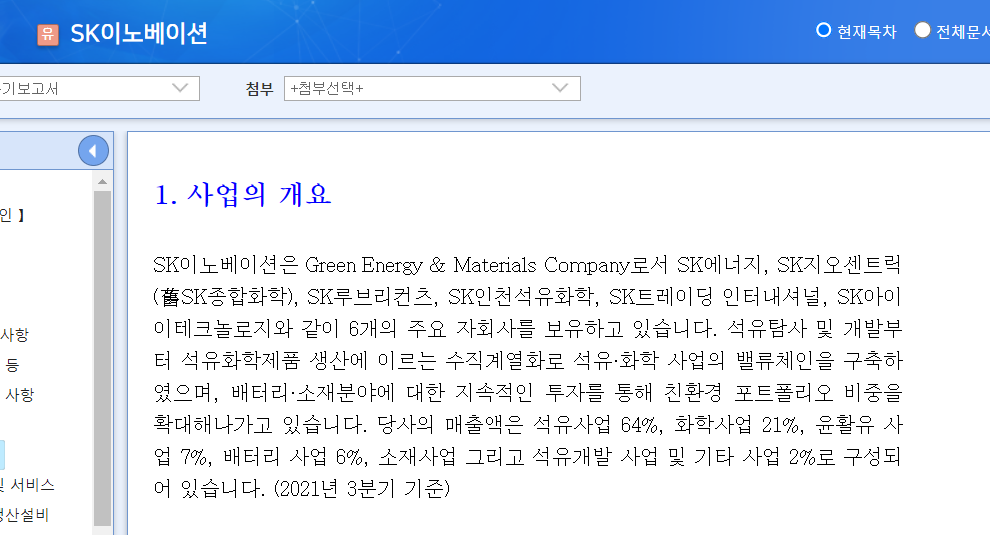 유 SK이노베이션
현재목차 전체문서
기보고서 첨부 +첨부선택+
인 】
사항
등
사항
및 서비스
생산설비
1. 사업의 개요
SK이노베이션은 Green Energy & Materials Company로서 SK에너지, SK지오센트릭
(舊SK종합화학), SK루브리컨츠, SK인천석유화학, SK트레이딩 인터내셔널, SK아이
이테크놀로지와 같이 6개의 주요 자회사를 보유하고 있습니다. 석유탐사 및 개발부
터 석유화학제품 생산에 이르는 수직계열화로 석유·화학 사업의 밸류체인을 구축하
였으며, 배터리·소재분야에 대한 지속적인 투자를 통해 친환경 포트폴리오 비중을
확대해나가고 있습니다. 당사의 매출액은 석유사업 64%, 화학사업 21%, 윤활유 사
업 7%, 배터리 사업 6%, 소재사업 그리고 석유개발 사업 및 기타 사업 2%로 구성되
어 있습니다. (2021년 3분기 기준)